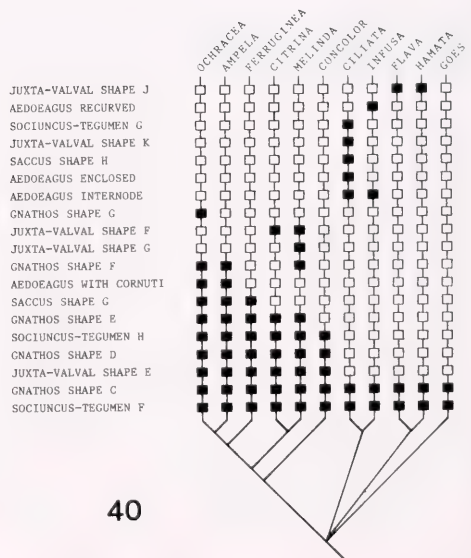 OCHRACEA
AMPELA
FERRUGINEA
CITRINA
MELINDA
CONCOLOR
CILIATA
INFUSA
FLAVA
HAMATA
GOES
JUXTA-VALVAL SHAPE J
AEDOEAGUS RECURVED
SOCIUNCUS-TEGUMEN G
JUXTA-VALVAL SHAPE K
SACCUS SHAPE H
AEDOEAGUS ENCLOSED
AEDOEAGUS INTERNODE
GNATHOS SHAPE G
JUXTA-VALVAL SHAPE F
JUXTA-VALVAL SHAPE G
GNATHOS SHAPE F
AEDOEAGUS WITH CORNUTI
SACCUS SHAPE G
GNATHOS SHAPE E
SOCIUNCUS-TEGUMEN H
GNATHOS SHAPE D
JUXTA-VALVAL SHAPE E
GNATHOS SHAPE C
SOCIUNCUS-TEGUMEN F
40